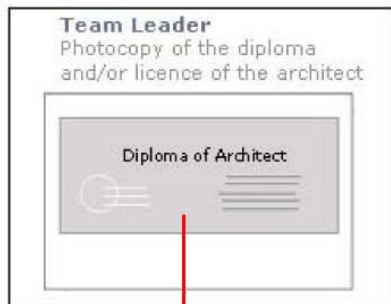 Team Leader
Photocopy of the diploma
and/or licence of the architect
Diploma of Architect